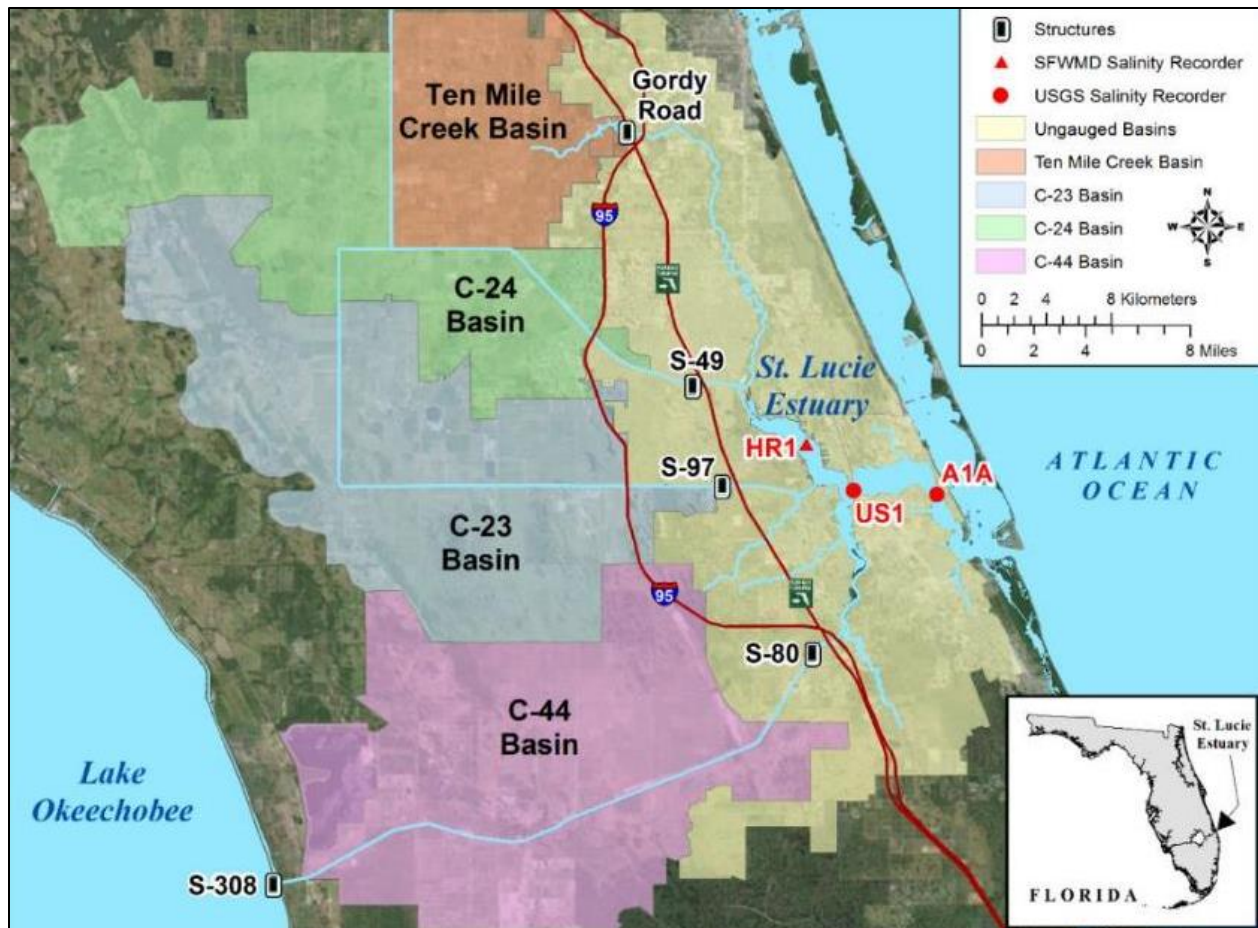 Structures
SFWMD Salinity Recorder
USGS Salinity Recorder
Ungauged Basins
Ten Mile Creek Basin
C-23 Basin
C-24 Basin
C-44 Basin
N
W
E
S
0 2 4 8 Kilometers
0 2 4 8 Miles
Ten Mile
Creek Basin
Gordy
Road
95
C-24
Basin
S-49
St. Lucie
Estuary
HR1
S-97
A1A
US1
ATLANTIC
OCEAN
C-23
Basin
95
S-80
C-44
Basin
Lake
Okeechobee
S-308
St. Lucie
Estuary
FLORIDA